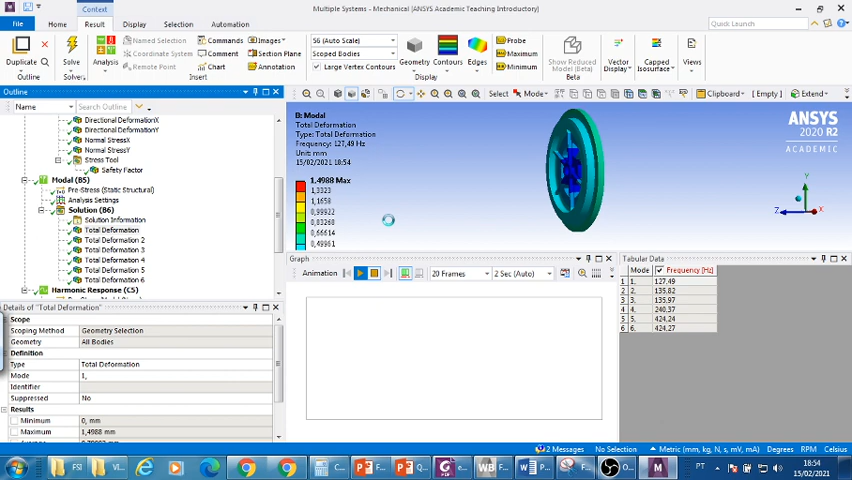 Context
Multiple Systems - Mechanical (ANSYS Academic Teaching Introductory)
File Home Result Display Selection Automation
Quick Launch
Duplicate Solve Analysis
Named Selection Commands Images
Coordinate System Comment Section Plane
Remote Point Chart Annotation
56 (Auto Scale)
Scoped Bodies
Large Vertex Contours
Geometry Contours Edges
Probe
Maximum
Minimum
Show Reduced Model (Beta)
Vector Display Capped Isosurface Views
Outline Solver Insert Display Beta
Outline
Select Mode Clipboard [ Empty ] Extend
Name Search Outline
Directional DeformationX
Directional DeformationY
Normal StressX
Normal StressY
Stress Tool
Safety Factor
Modal (B5)
Pre-Stress (Static Structural)
Analysis Settings
Solution (B6)
Solution Information
Total Deformation
Total Deformation 2
Total Deformation 3
Total Deformation 4
Total Deformation 5
Total Deformation 6
Harmonic Response (C5)
B: Modal
Total Deformation
Type: Total Deformation
Frequency: 127,49 Hz
Unit: mm
15/02/2021 18:54
1,4988 Max
1,3323
1,1658
0,99922
0,83268
0,66614
0,49961
ANSYS
2020 R2
ACADEMIC
Y
Z X
Graph
Animation 20 Frames 2 Sec (Auto)
Tabular Data
Mode Frequency [Hz]
1 1, 127,49
2 2, 135,82
3 3, 135,97
4 4, 240,37
5 5, 424,24
6 6, 424,27
Details of "Total Deformation"
Scope
Scoping Method Geometry Selection
Geometry All Bodies
Definition
Type Total Deformation
Mode 1,
Identifier
Suppressed No
Results
Minimum 0, mm
Maximum 1,4988 mm
2 Messages No Selection Metric (mm, kg, N, s, mV, mA) Degrees RPM Celsius
FSI VI... F... C... F... Q... e... F... P... F... O... M...
PT
18:54
15/02/2021